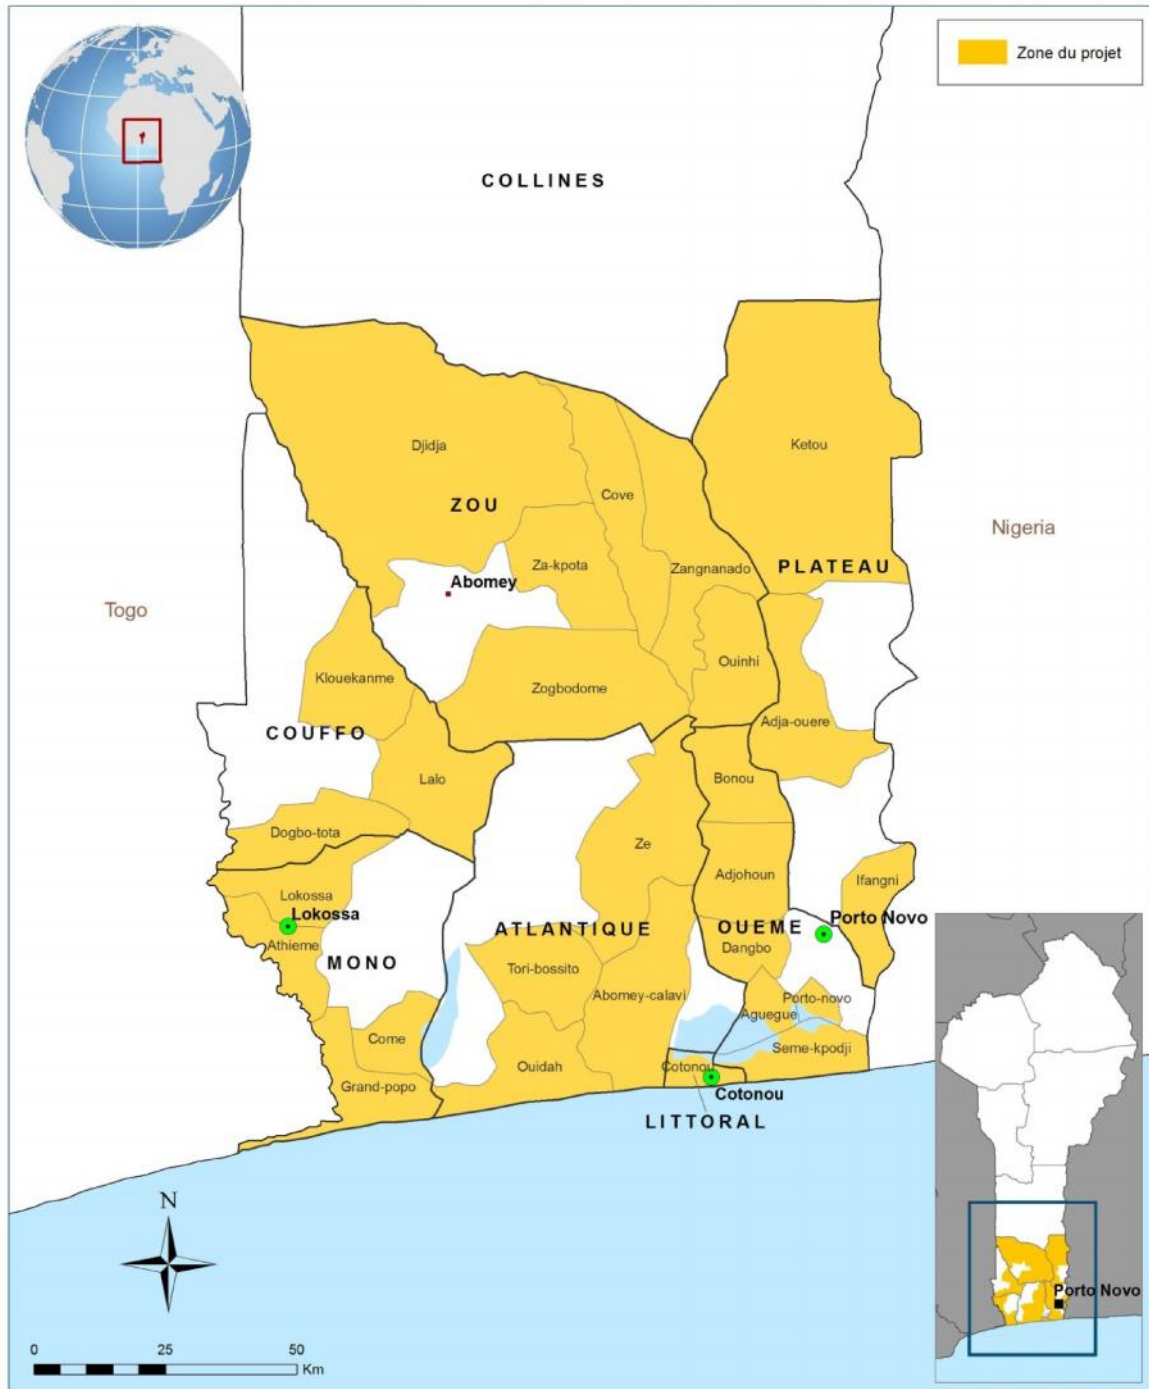 Zone du projet
COLLINES
Djidja
Ketou
Cove
ZOU
Nigeria
Za-kpota
Zangnanado
PLATEAU
Abomey
Togo
Ouinhi
Klouekanme
Zogbodome
Adja-ouere
COUFFO
Lalo
Bonou
Dogbo-tota
Ze
Adjohoun
Ifangni
Lokossa
Lokossa
Porto Novo
ATLANTIQUE
OUEME
Athieme
Dangbo
MONO
Tori-bossito
Abomey-calavi
Porto-novo
Aguegue
Come
Seme-kpodji
Ouidah
Cotonou
Grand-popo
Cotonou
LITTORAL
N
Porto Novo
0 25 50
Km